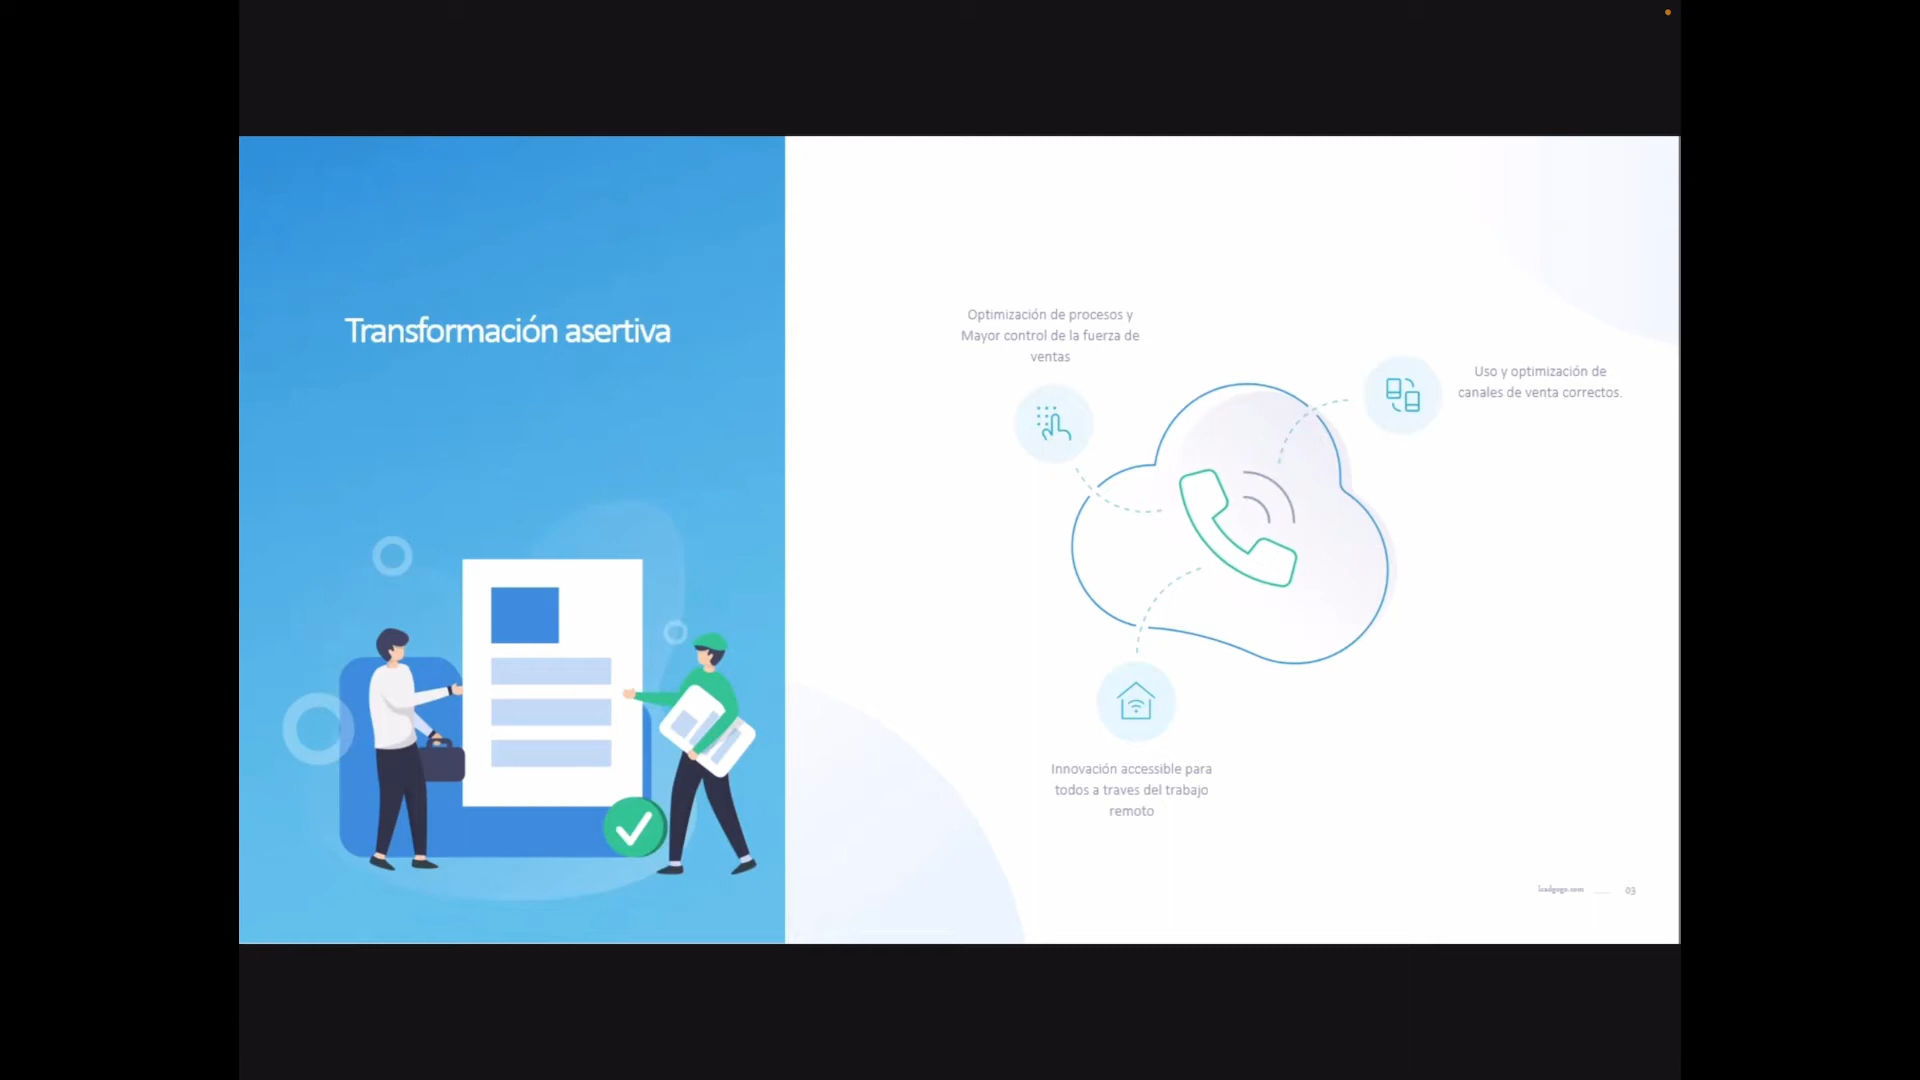 Transformación asertiva
Optimización de procesos y
Mayor control de la fuerza de
ventas
Uso y optimización de
canales de venta correctos.
Innovación accessible para
todos a traves del trabajo
remoto
03